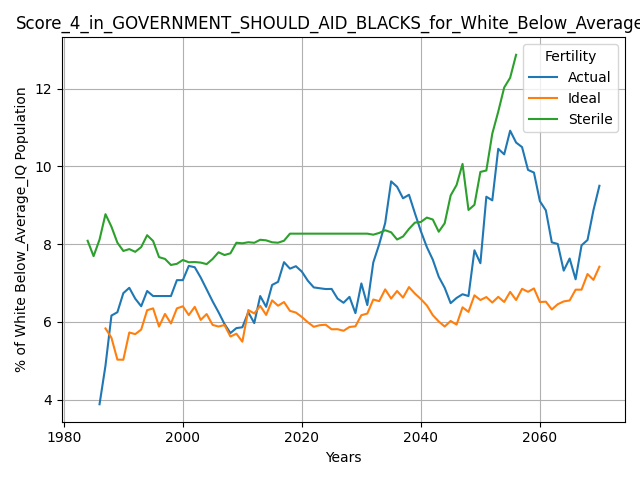 Score_4_in_GOVERNMENT_SHOULD_AID_BLACKS_for_White_Below_Average
Fertility
Actual
Ideal
Sterile
% of White Below_Average_IQ Population
12
10
8
6
4
1980
2000
2020
2040
2060
Years